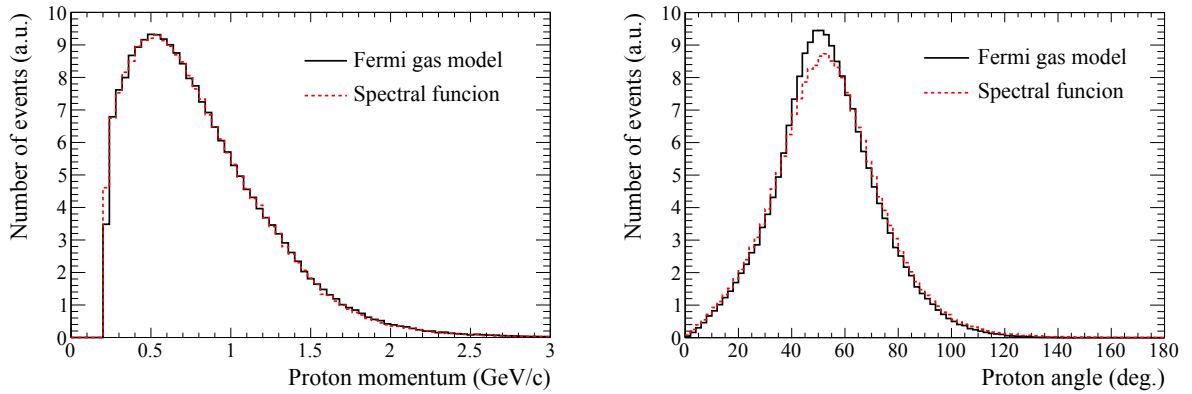 Number of events (a.u.)
10
9
8
7
6
5
4
3
2
1
0
Fermi gas model
Spectral funcion
0 0.5 1 1.5 2 2.5 3
Proton momentum (GeV/c)
Number of events (a.u.)
10
9
8
7
6
5
4
3
2
1
0
Fermi gas model
Spectral funcion
0 20 40 60 80 100 120 140 160 180
Proton angle (deg.)